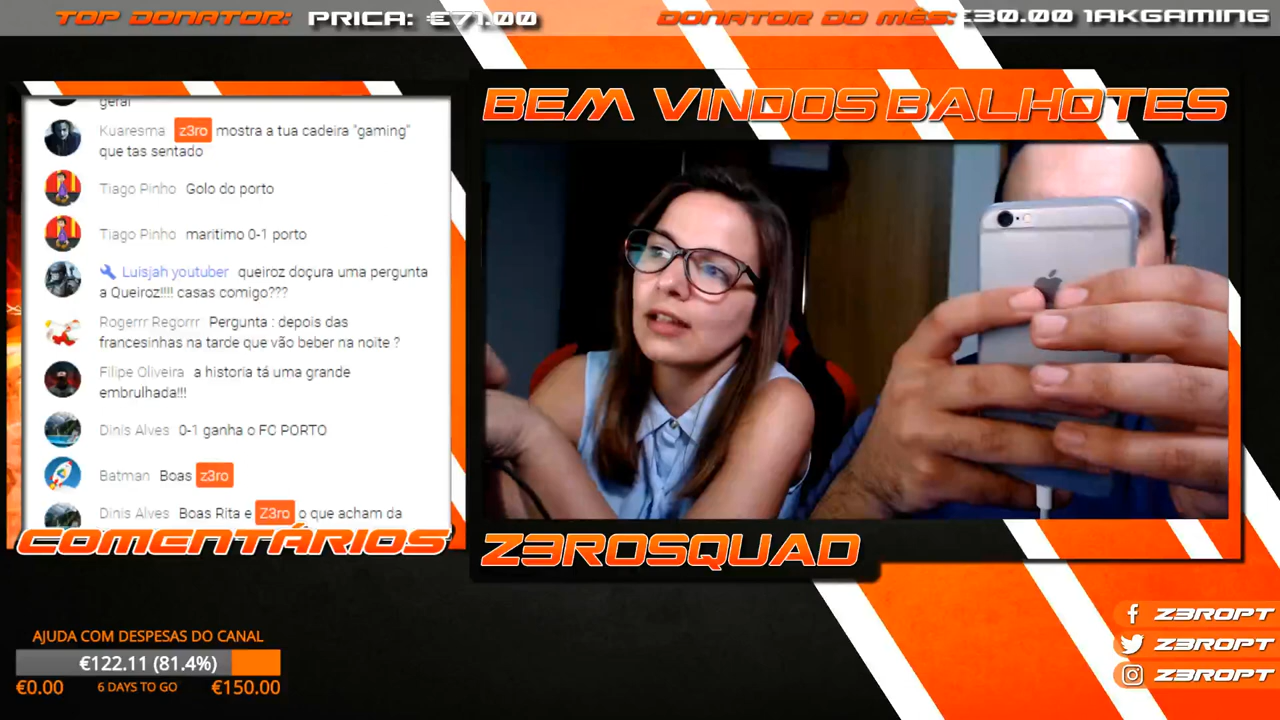 TOP DONATOR: PRICA: €71.00
DONATOR DO MÊS: £30.00 1AKGAMING
BEM VINDOS BALHOTES
geral
Kuaresma z3ro mostra a tua cadeira "gaming"
que tas sentado
Tiago Pinho Golo do porto
Tiago Pinho maritimo 0-1 porto
Luisjah youtuber queiroz doçura uma pergunta
a Queiroz!!!! casas comigo???
Rogerrr Regorrr Pergunta : depois das
francesinhas na tarde que vão beber na noite ?
Filipe Oliveira a historia tá uma grande
embrulhada!!!
Dinis Alves 0-1 ganha o FC PORTO
Batman Boas z3ro
Dinis Alves Boas Rita e Z3ro o que acham da
COMENTÁRIOS
Z3ROSQUAD
AJUDA COM DESPESAS DO CANAL
€122.11 (81.4%)
€0.00 6 DAYS TO GO €150.00
Z3ROPT
Z3ROPT
Z3ROPT